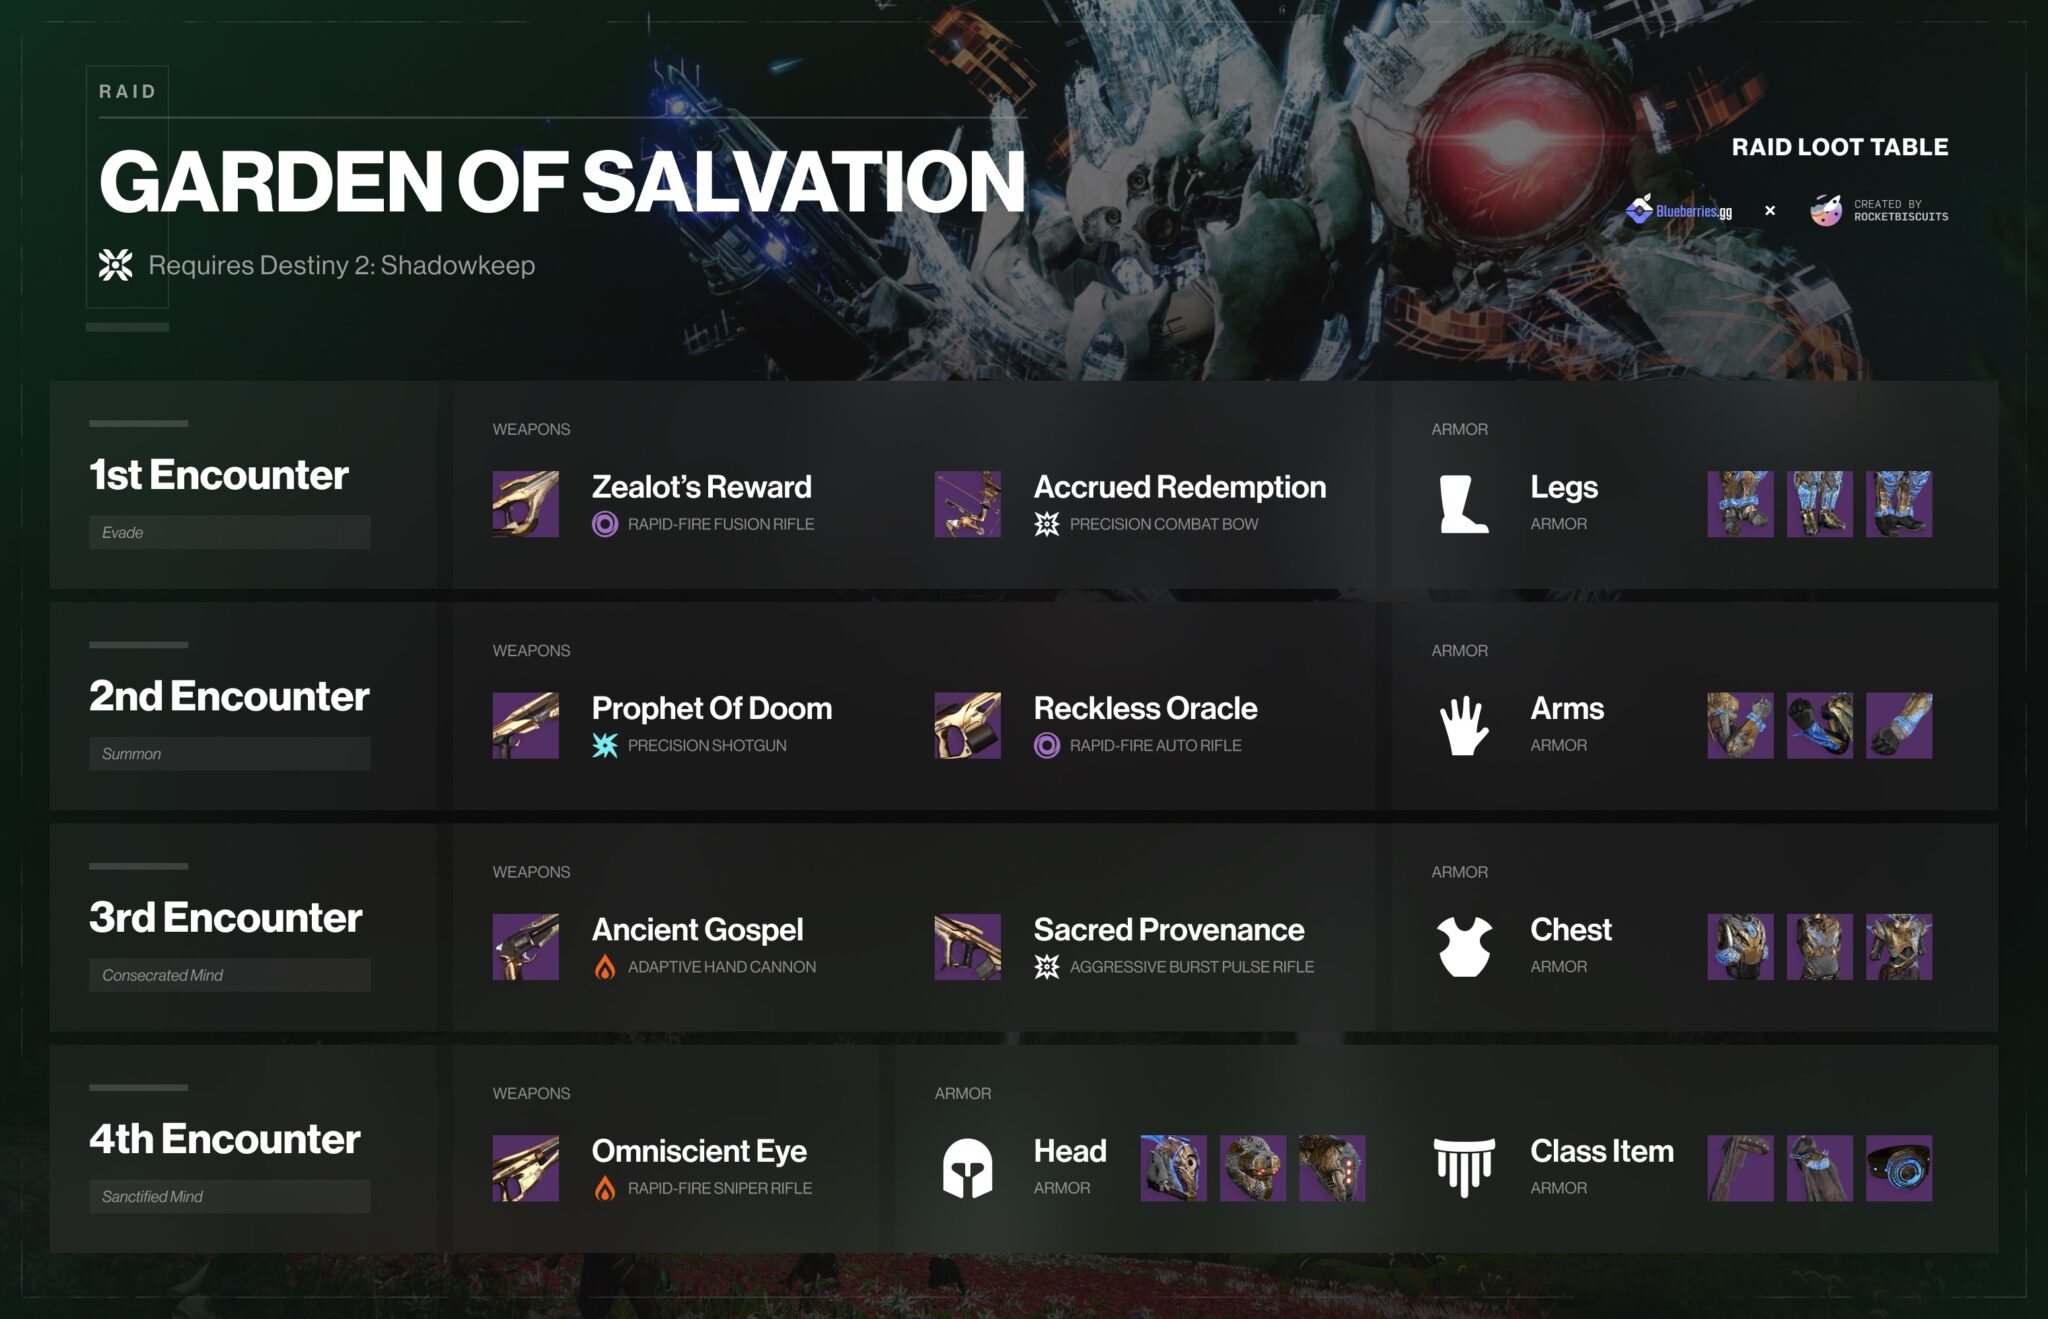 RAID
GARDEN OF SALVATION
Requires Destiny 2: Shadowkeep
RAID LOOT TABLE
Blueberries.gg × CREATED BY
ROCKETBISCUITS
1st Encounter
Evade
WEAPONS
Zealot's Reward
RAPID-FIRE FUSION RIFLE
Accrued Redemption
PRECISION COMBAT BOW
ARMOR
Legs
ARMOR
2nd Encounter
Summon
WEAPONS
Prophet Of Doom
PRECISION SHOTGUN
Reckless Oracle
RAPID-FIRE AUTO RIFLE
ARMOR
Arms
ARMOR
3rd Encounter
Consecrated Mind
WEAPONS
Ancient Gospel
ADAPTIVE HAND CANNON
Sacred Provenance
AGGRESSIVE BURST PULSE RIFLE
ARMOR
Chest
ARMOR
4th Encounter
Sanctified Mind
WEAPONS
Omniscient Eye
RAPID-FIRE SNIPER RIFLE
ARMOR
Head
ARMOR
Class Item
ARMOR